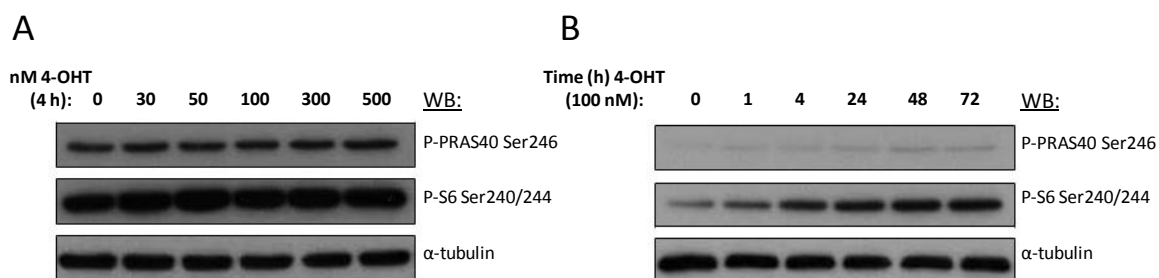 A
nM 4-OHT
(4 h): 0 30 50 100 300 500 WB:
P-PRAS40 Ser246
P-S6 Ser240/244
α-tubulin
B
Time (h) 4-OHT
(100 nM): 0 1 4 24 48 72 WB:
P-PRAS40 Ser246
P-S6 Ser240/244
α-tubulin